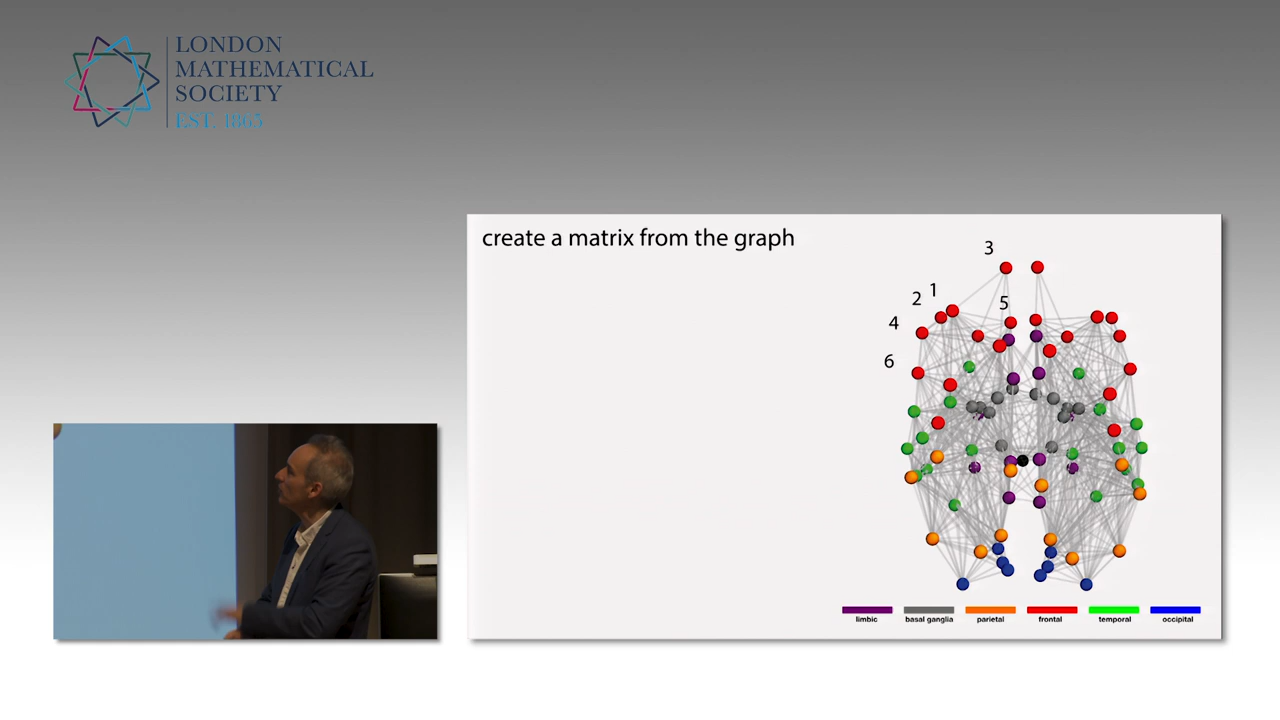 LONDON
MATHEMATICAL
SOCIETY
EST. 1865
create a matrix from the graph
3
1
2
5
4
6
limbic
basal ganglia
parietal
frontal
temporal
occipital